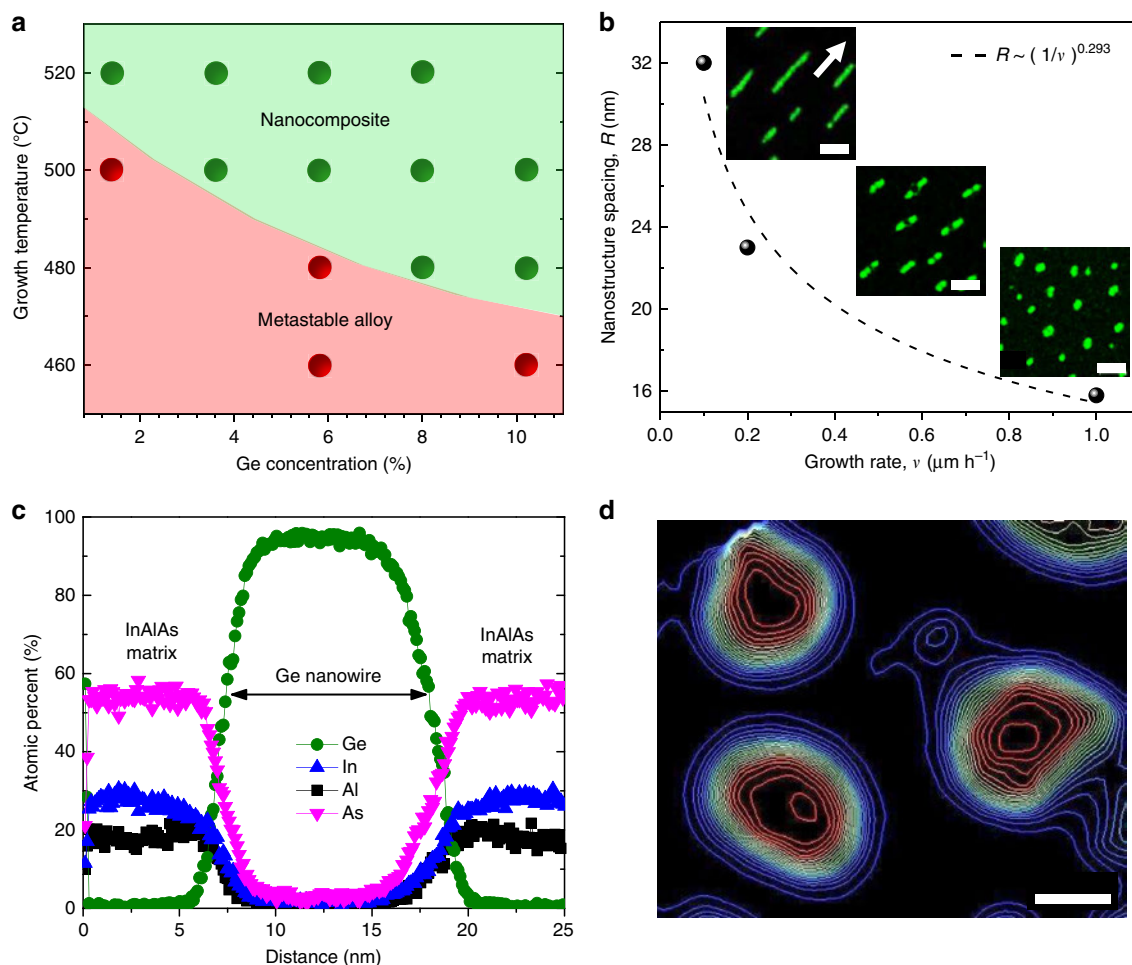 a
520
500
480
460
Growth temperature (°C)
Nanocomposite
Metastable alloy
2
4
6
8
10
Ge concentration (%)
b
32
29
26
23
20
16
Nanostructure spacing, R (nm)
R ~ (1/ν)^0.293
0.0
0.2
0.4
0.6
0.8
1.0
Growth rate, ν (μm h⁻¹)
c
100
80
60
40
20
0
Atomic percent (%)
InAlAs
matrix
InAlAs
matrix
Ge nanowire
Ge
In
Al
As
0
5
10
15
20
25
Distance (nm)
d